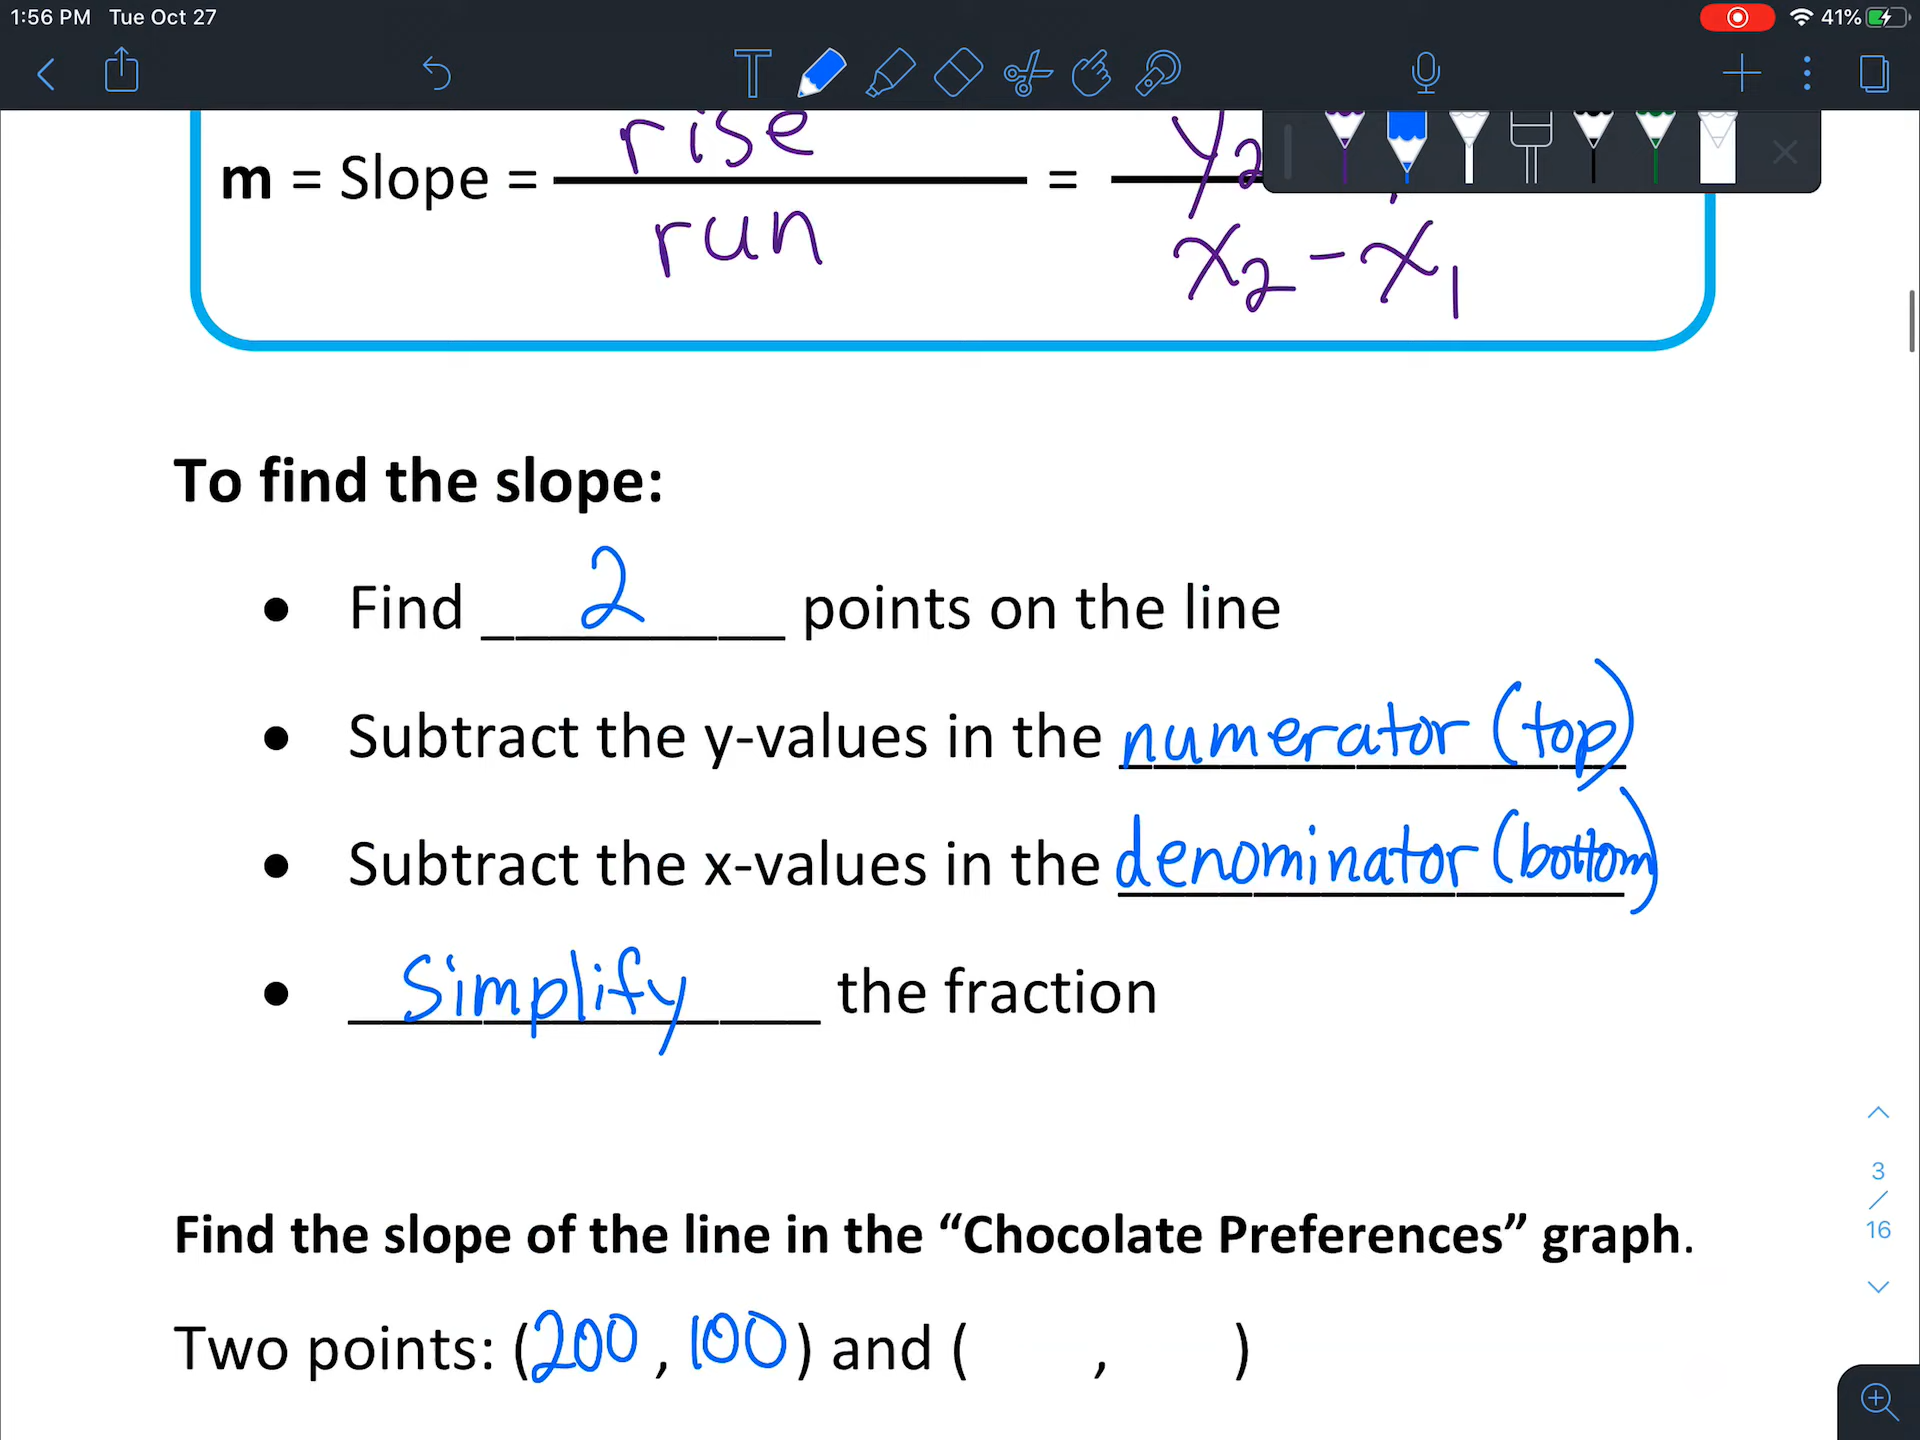 1:56 PM Tue Oct 27
41%
rise
m = Slope = =
y2
run
x2 - x1
To find the slope:
• Find 2 points on the line
• Subtract the y-values in the numerator (top)
• Subtract the x-values in the denominator (bottom)
• Simplify the fraction
3
/
16
Find the slope of the line in the “Chocolate Preferences” graph.
Two points: (200 , 100) and ( , )